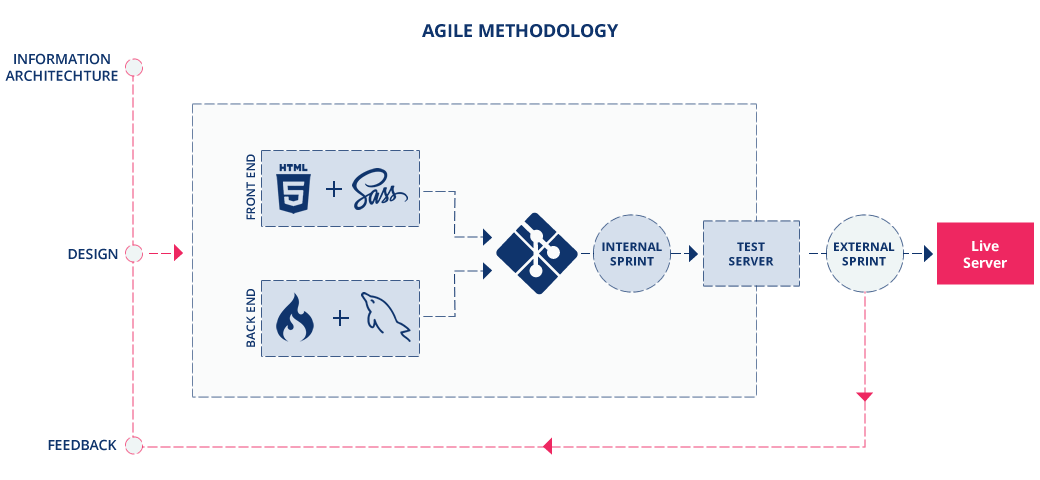 AGILE METHODOLOGY
INFORMATION
ARCHITECHTURE
DESIGN
FEEDBACK
FRONT END
HTML
5
+
Sass
BACK END
+
INTERNAL
SPRINT
TEST
SERVER
EXTERNAL
SPRINT
Live
Server